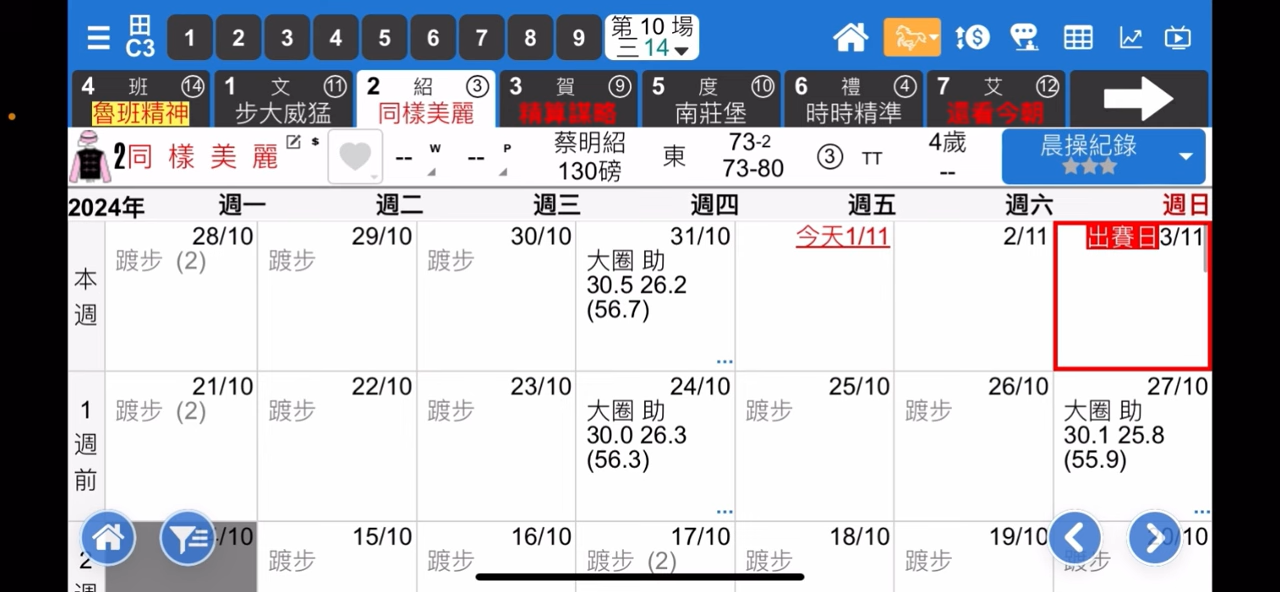 田
C3
1
2
3
4
5
6
7
8
9
第 10 場
三 14
4 班 14
魯班精神
1 文 11
步大威猛
2 紹 3
同樣美麗
3 賀 9
精算謀略
5 度 10
南莊堡
6 禮 4
時時精準
7 艾 12
還看今朝
2同樣美麗
$
-- W
-- P
蔡明紹
130磅
東
73-2
73-80
3
TT
4歲
--
晨操紀錄
2024年 週一 週二 週三 週四 週五 週六 週日
本週
28/10
踱步 (2)
29/10
踱步
30/10
踱步
31/10
大圈 助
30.5 26.2
(56.7)
...
今天1/11
2/11
出賽日3/11
1週前
21/10
踱步 (2)
22/10
踱步
23/10
踱步
24/10
大圈 助
30.0 26.3
(56.3)
...
25/10
踱步
26/10
踱步
27/10
大圈 助
30.1 25.8
(55.9)
...
2
/10
15/10
踱步
16/10
踱步
17/10
踱步 (2)
18/10
踱步
19/10
踱步
0/10
踱步